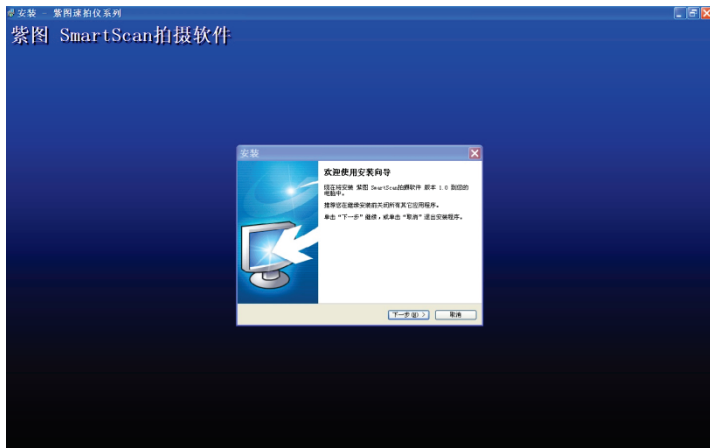 安装 - 紫图速拍仪系列
紫图 SmartScan拍摄软件
安装
欢迎使用安装向导
现在将安装 紫图 SmartScan拍摄软件 版本 1.0 到您的
电脑中。
推荐您在继续安装前关闭所有其它应用程序。
单击“下一步”继续，或单击“取消”退出安装程序。
下一步(N) >
取消